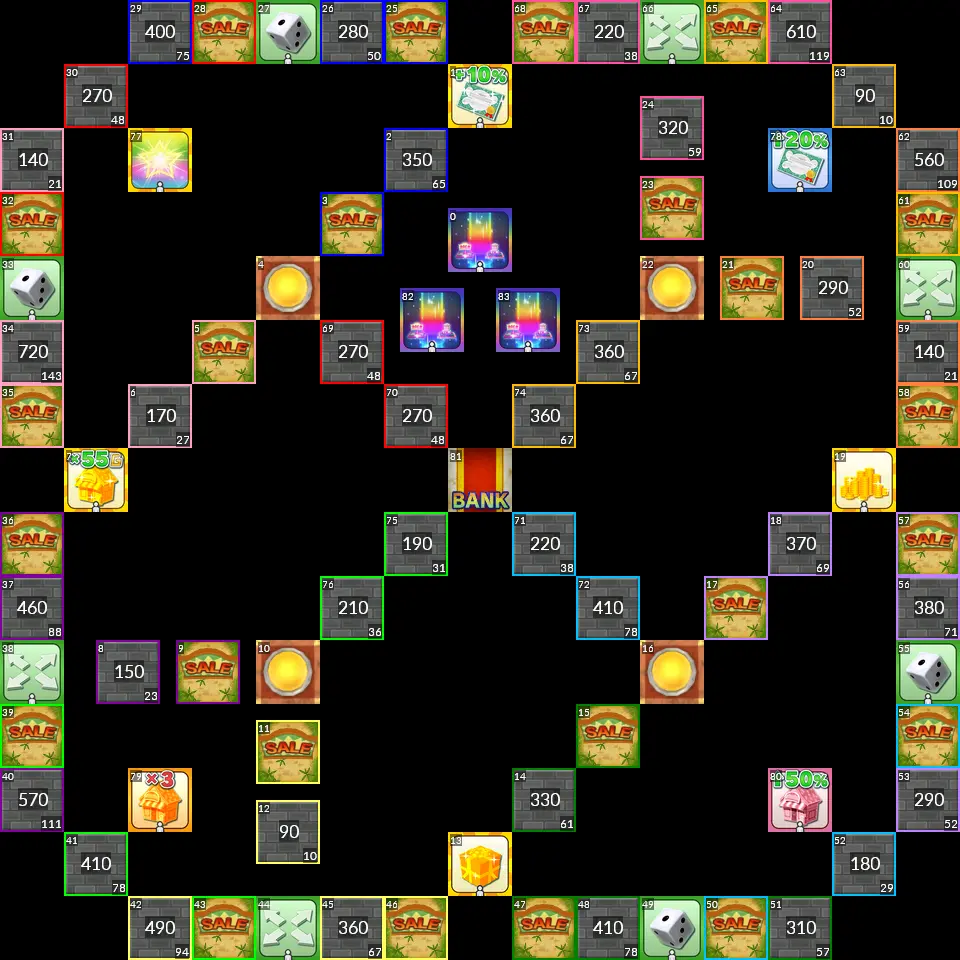 29 400 75 28 SALE 27 26 280 50 25 SALE 68 SALE 67 220 38 66 65 SALE 64 610 119
30 270 48 +10% 63 90 10
24 320 59
31 140 21 77 2 350 65 78 +20% 62 560 109
32 SALE 3 SALE 0 23 SALE 61 SALE
33 4 22 21 SALE 20 290 52 60
82 83
34 720 143 5 SALE 69 270 48 73 360 67 59 140 21
35 SALE 6 170 27 70 270 48 74 360 67 58 SALE
×55G 81 BANK 19
36 SALE 75 190 31 71 220 38 18 370 69 57 SALE
37 460 88 76 210 36 72 410 78 17 SALE 56 380 71
38 8 150 23 9 SALE 10 16 55
39 SALE 11 SALE 15 SALE 54 SALE
40 570 111 79 ×3 14 330 61 80 50% 53 290 52
12 90 10
41 410 78 13 52 180 29
42 490 94 43 SALE 44 45 360 67 46 SALE 47 SALE 48 410 78 49 50 SALE 51 310 57